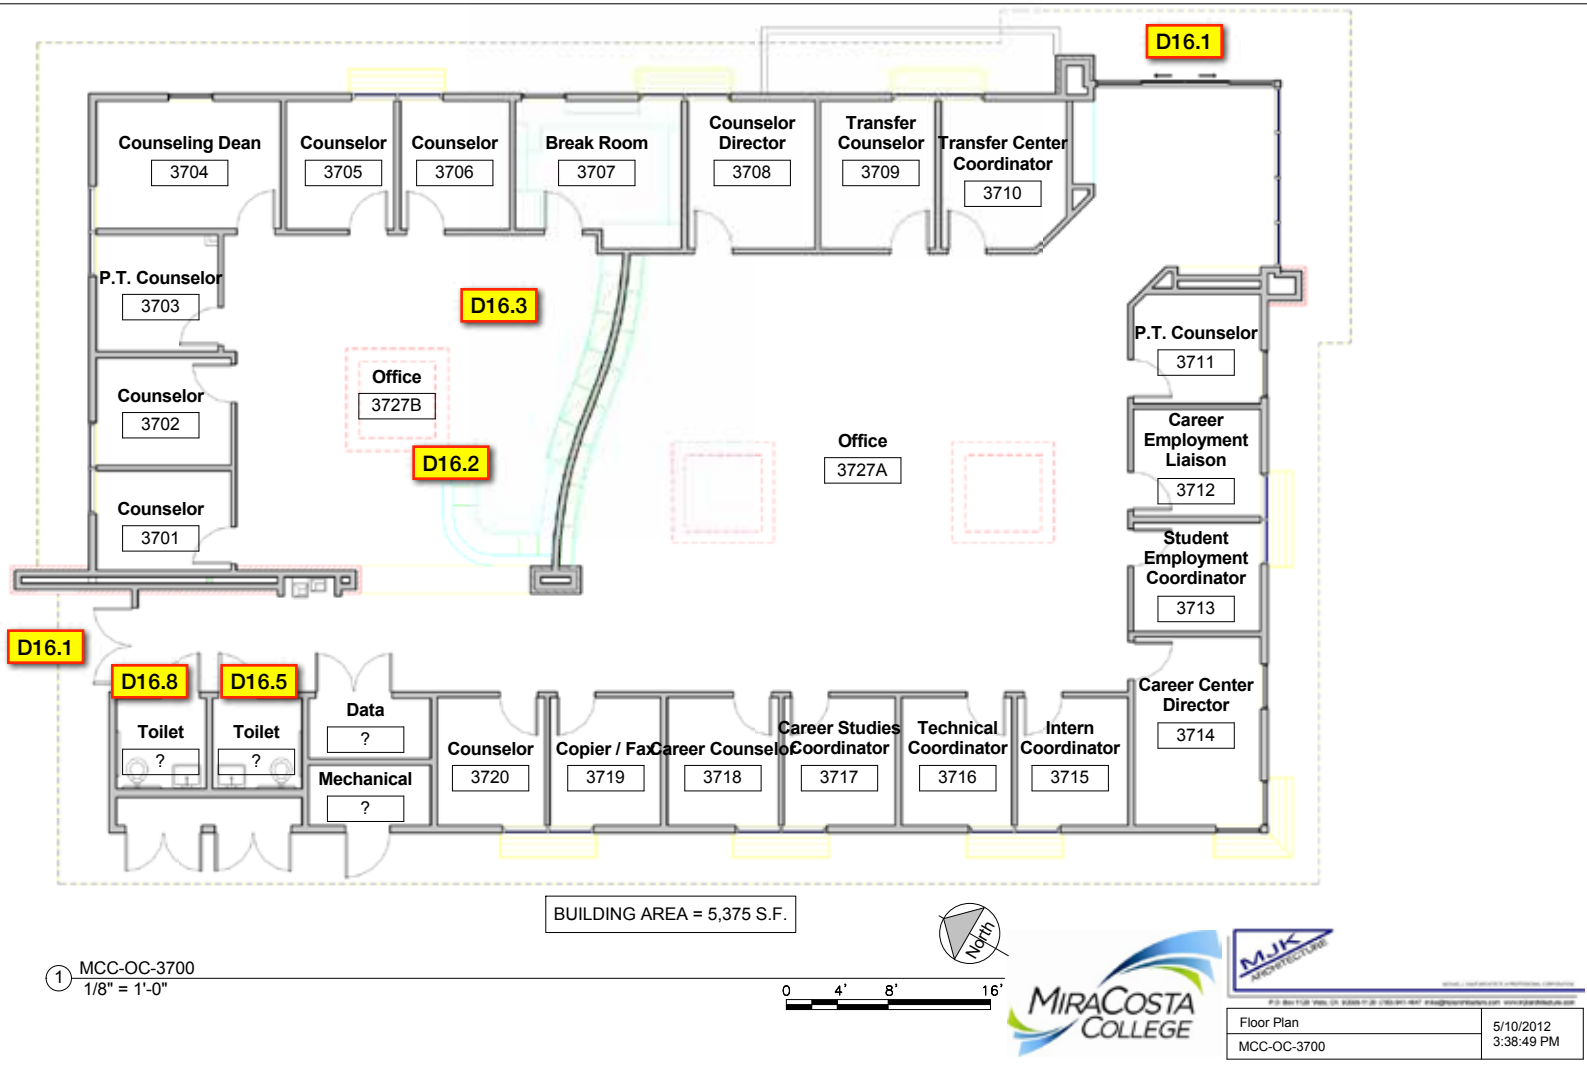 D16.1
Counseling Dean
3704
Counselor
3705
Counselor
3706
Break Room
3707
Counselor
Director
3708
Transfer
Counselor
3709
Transfer Center
Coordinator
3710
P.T. Counselor
3703
D16.3
P.T. Counselor
3711
Office
3727B
Counselor
3702
D16.2
Office
3727A
Career
Employment
Liaison
3712
Counselor
3701
Student
Employment
Coordinator
3713
D16.1
D16.8
D16.5
Toilet
?
Toilet
?
Data
?
Mechanical
?
Counselor
3720
Copier / Fax
3719
Career Counselor
3718
Career Studies
Coordinator
3717
Technical
Coordinator
3716
Intern
Coordinator
3715
Career Center
Director
3714
BUILDING AREA = 5,375 S.F.
North
1
MCC-OC-3700
1/8" = 1'-0"
0 4' 8' 16'
MIRACOSTA
COLLEGE
MJK
ARCHITECTURE
Floor Plan
MCC-OC-3700
5/10/2012
3:38:49 PM